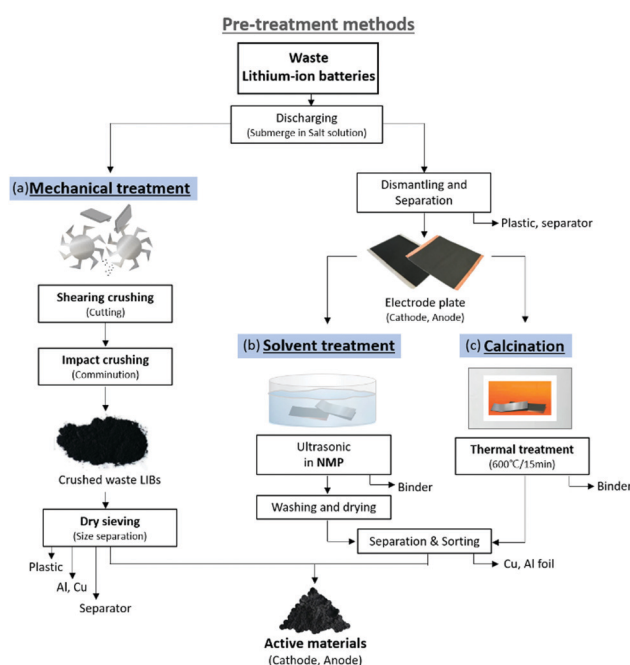 Pre-treatment methods
Waste
Lithium-ion batteries
Discharging
(Submerge in Salt solution)
(a) Mechanical treatment
Shearing crushing
(Cutting)
Impact crushing
(Comminution)
Crushed waste LIBs
Dry sieving
(Size separation)
Plastic
Al, Cu
Separator
Dismantling and
Separation
Plastic, separator
Electrode plate
(Cathode, Anode)
(b) Solvent treatment
Ultrasonic
in NMP
Binder
Washing and drying
(c) Calcination
Thermal treatment
(600℃/15min)
Binder
Separation & Sorting
Cu, Al foil
Active materials
(Cathode, Anode)